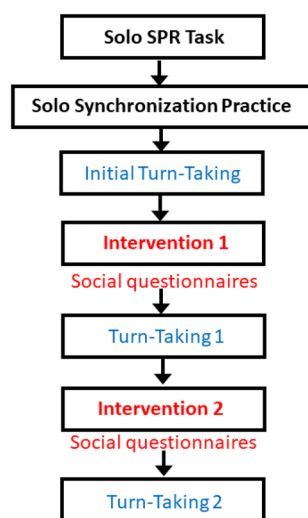 Solo SPR Task
Solo Synchronization Practice
Initial Turn-Taking
Intervention 1
Social questionnaires
Turn-Taking 1
Intervention 2
Social questionnaires
Turn-Taking 2